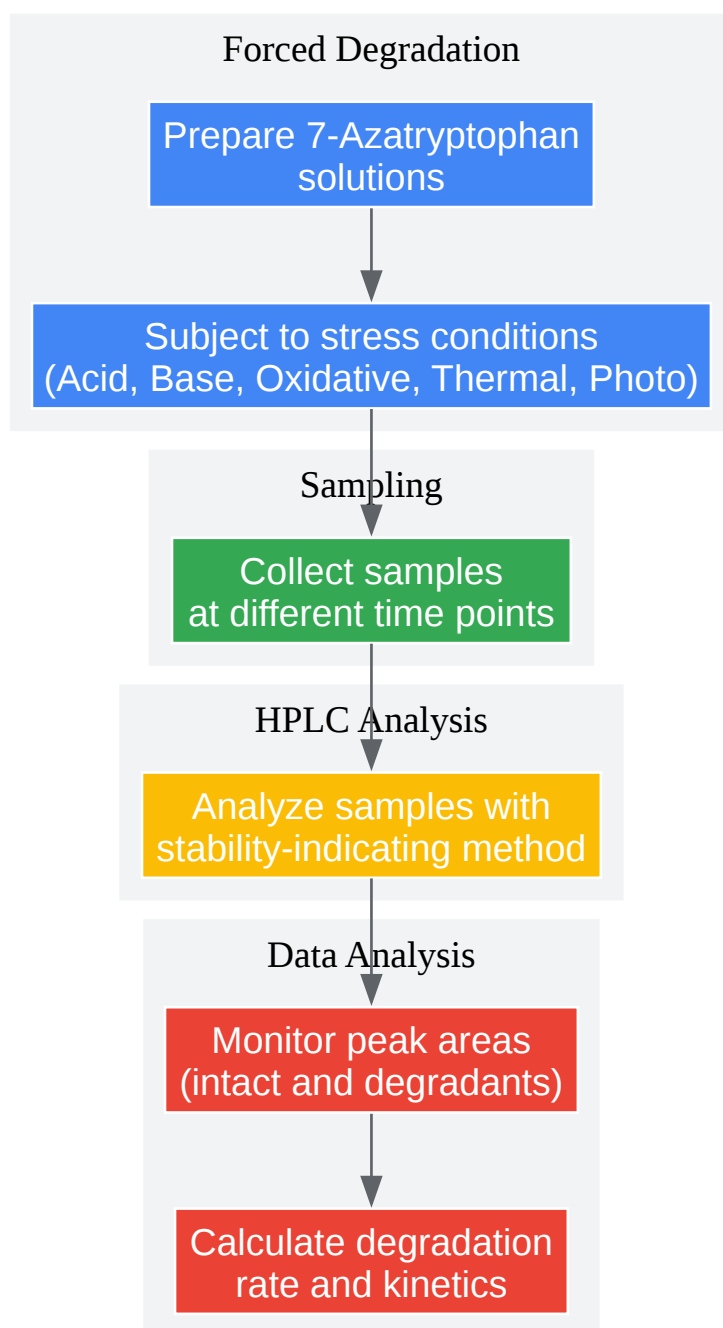 Forced Degradation
Prepare 7-Azatryptophan
solutions
Subject to stress conditions
(Acid, Base, Oxidative, Thermal, Photo)
Sampling
Collect samples
at different time points
HPLC Analysis
Analyze samples with
stability-indicating method
Data Analysis
Monitor peak areas
(intact and degradants)
Calculate degradation
rate and kinetics